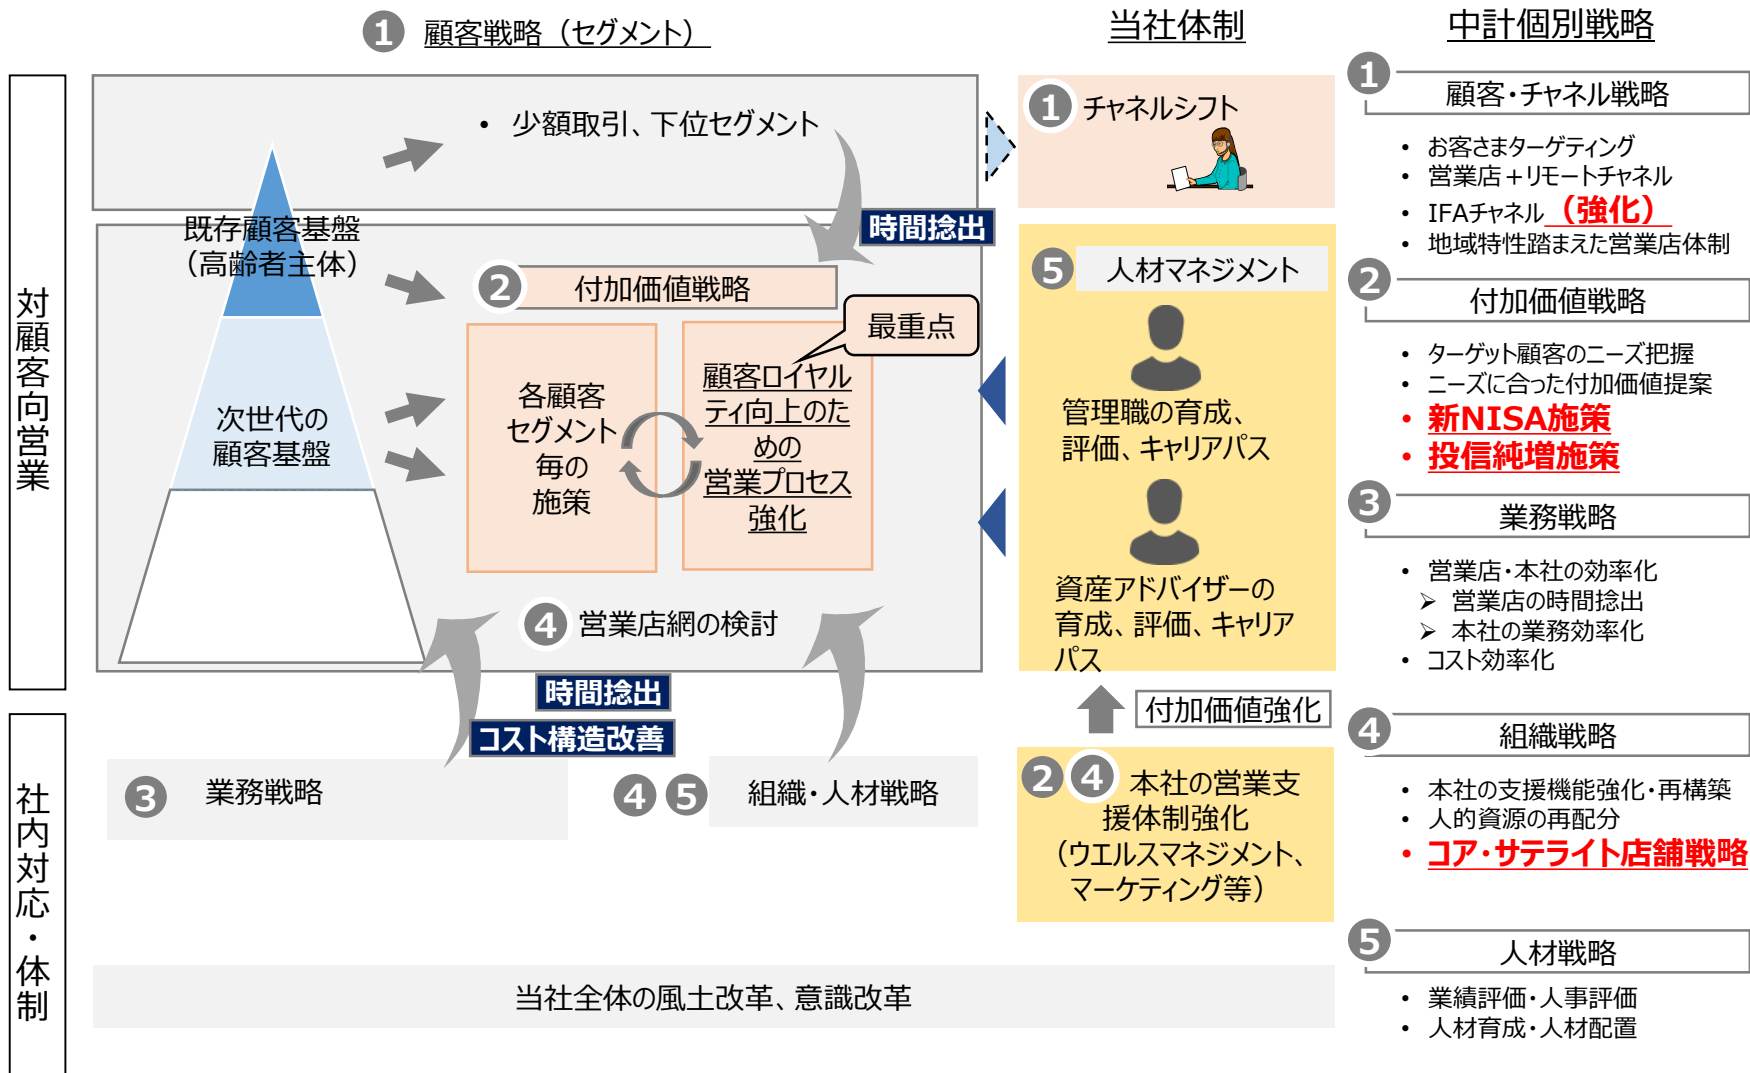 ❶ 顧客戦略（セグメント）
当社体制
中計個別戦略
対顧客向営業
• 少額取引、下位セグメント
時間捻出
既存顧客基盤
（高齢者主体）
次世代の
顧客基盤
❷ 付加価値戦略
最重点
各顧客
セグメント
毎の
施策
顧客ロイヤル
ティ向上のた
めの
営業プロセス
強化
❹ 営業店網の検討
時間捻出
コスト構造改善
❶ チャネルシフト
❺ 人材マネジメント
管理職の育成、
評価、キャリアパス
資産アドバイザーの
育成、評価、キャリア
パス
付加価値強化
社内対応・体制
❸ 業務戦略
❹ ❺ 組織・人材戦略
❷ ❹ 本社の営業支
援体制強化
（ウエルスマネジメント、
マーケティング等）
当社全体の風土改革、意識改革
❶ 顧客・チャネル戦略
• お客さまターゲティング
• 営業店＋リモートチャネル
• IFAチャネル（強化）
• 地域特性踏まえた営業店体制
❷ 付加価値戦略
• ターゲット顧客のニーズ把握
• ニーズに合った付加価値提案
• 新NISA施策
• 投信純増施策
❸ 業務戦略
• 営業店・本社の効率化
➢ 営業店の時間捻出
➢ 本社の業務効率化
• コスト効率化
❹ 組織戦略
• 本社の支援機能強化・再構築
• 人的資源の再配分
• コア・サテライト店舗戦略
❺ 人材戦略
• 業績評価・人事評価
• 人材育成・人材配置